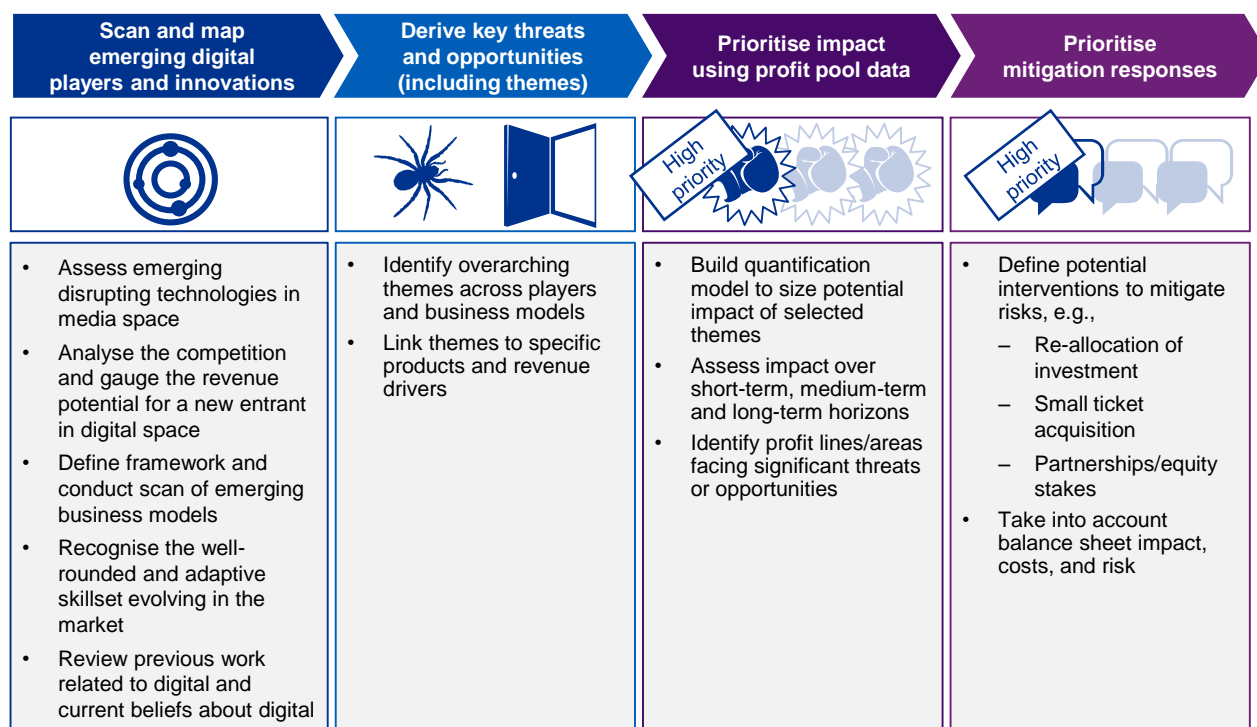 Scan and map
emerging digital
players and innovations
Derive key threats
and opportunities
(including themes)
Prioritise impact
using profit pool data
Prioritise
mitigation responses
High
priority
High
priority
• Assess emerging
disrupting technologies in
media space
• Analyse the competition
and gauge the revenue
potential for a new entrant
in digital space
• Define framework and
conduct scan of emerging
business models
• Recognise the well-
rounded and adaptive
skillset evolving in the
market
• Review previous work
related to digital and
current beliefs about digital
• Identify overarching
themes across players
and business models
• Link themes to specific
products and revenue
drivers
• Build quantification
model to size potential
impact of selected
themes
• Assess impact over
short-term, medium-term
and long-term horizons
• Identify profit lines/areas
facing significant threats
or opportunities
• Define potential
interventions to mitigate
risks, e.g.,
– Re-allocation of
investment
– Small ticket
acquisition
– Partnerships/equity
stakes
• Take into account
balance sheet impact,
costs, and risk